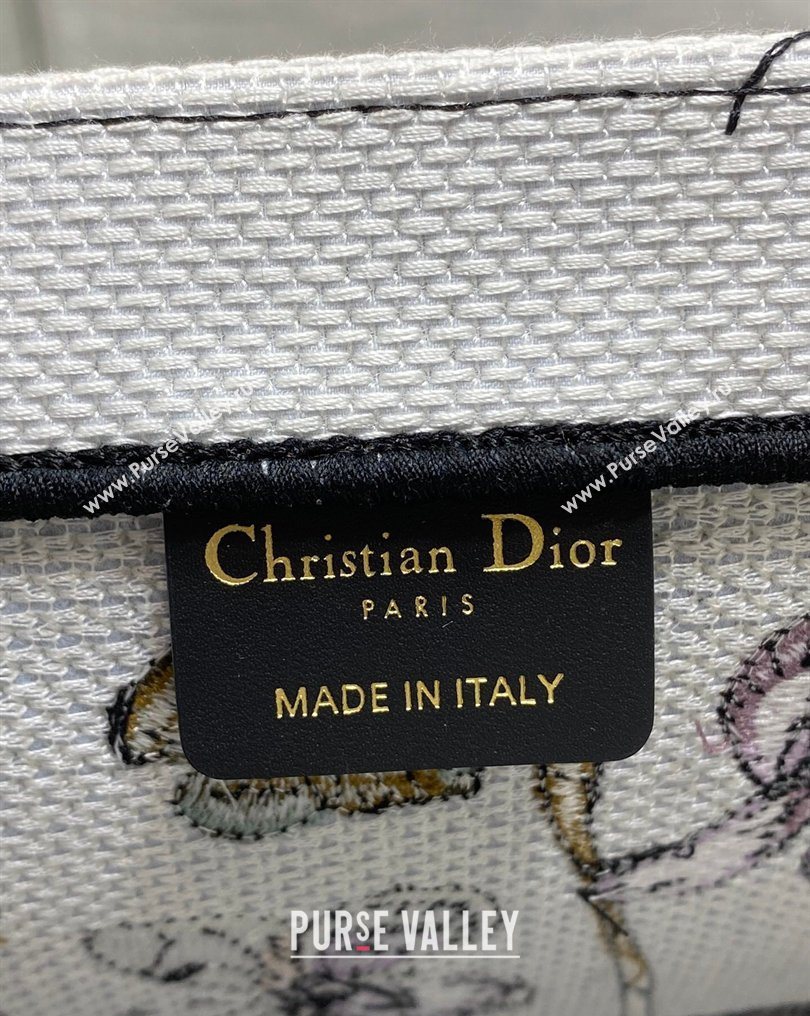 www.PurseValley.ru
www.PurseValley.ru
Christian Dior
PARIS
MADE IN ITALY
PURSE VALLEY